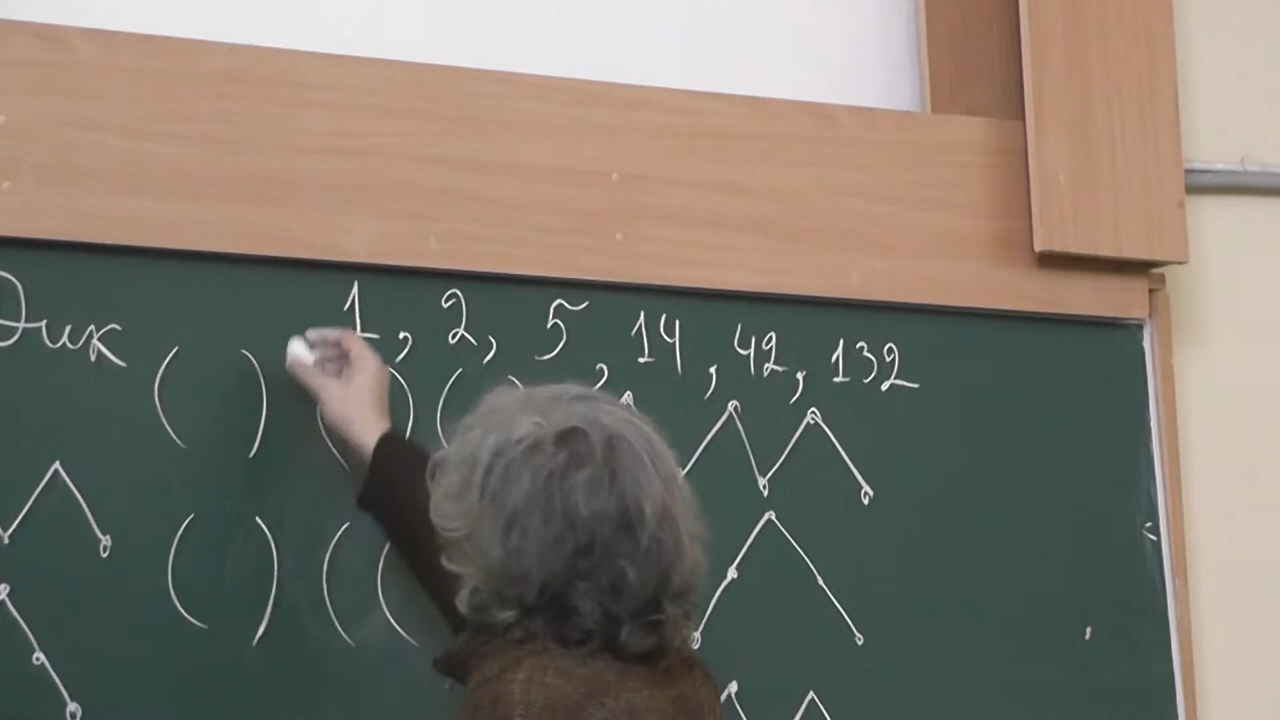 Дик 1, 2, 5, 14, 42, 132
( ) ( ) (
( ) ( (